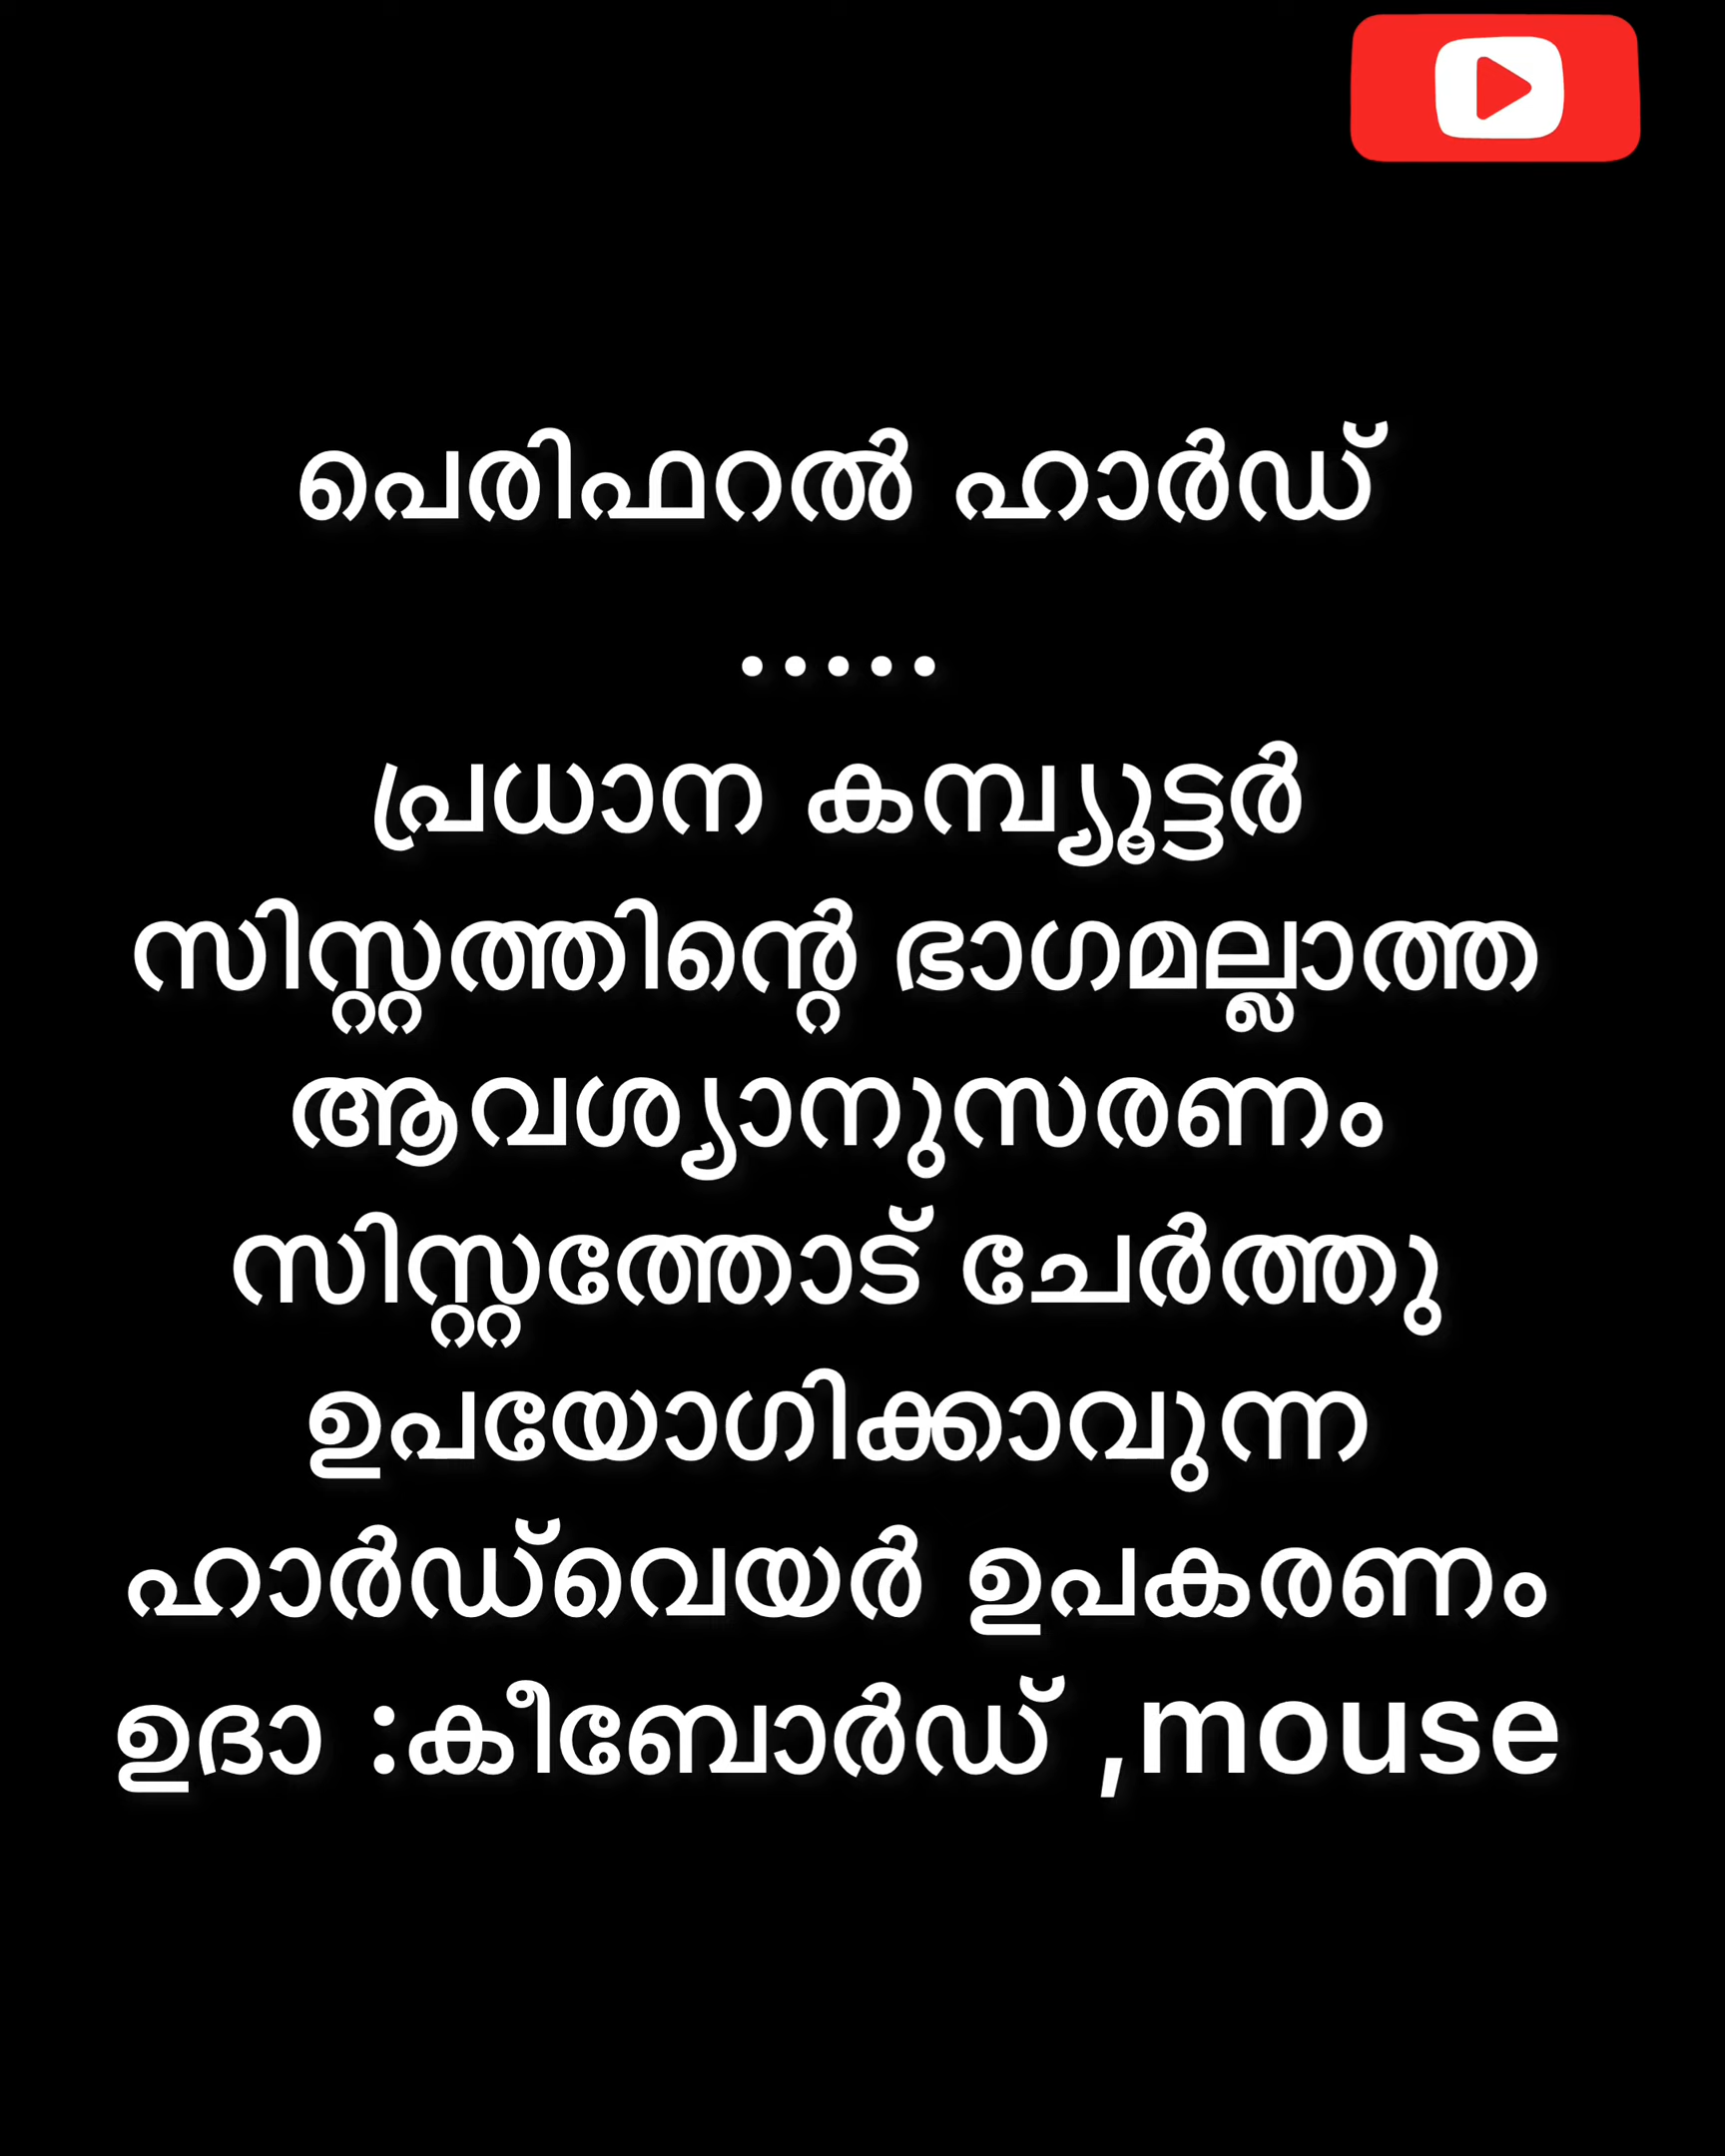 പെരിഫറൽ ഹാർഡ്
.....
പ്രധാന കമ്പ്യൂട്ടർ
സിസ്റ്റത്തിന്റെ ഭാഗമല്ലാത്ത
ആവശ്യാനുസരണം
സിസ്റ്റത്തോട് ചേർത്തു
ഉപയോഗിക്കാവുന്ന
ഹാർഡ്‌വെയർ ഉപകരണം
ഉദാ :കീബോർഡ് ,mouse